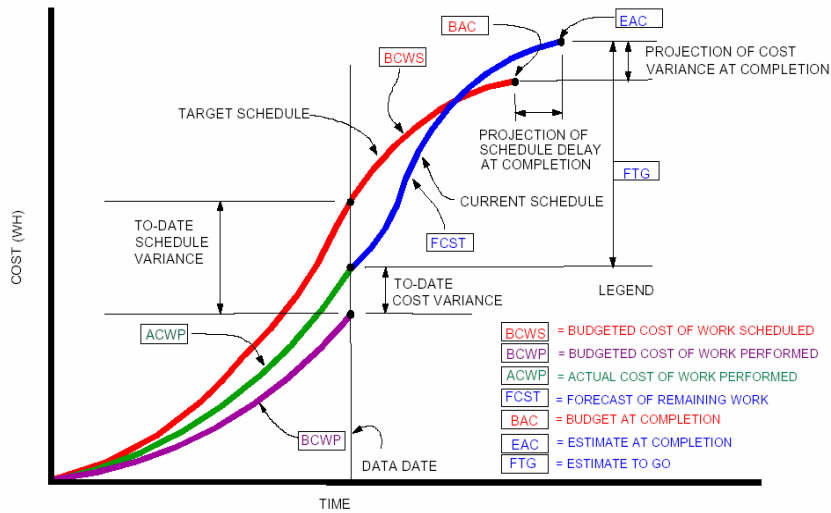 EAC
BAC
PROJECTION OF COST
VARIANCE AT COMPLETION
BCWS
TARGET SCHEDULE
PROJECTION OF
SCHEDULE DELAY
AT COMPLETION
FTG
CURRENT SCHEDULE
TO-DATE
SCHEDULE
VARIANCE
FCST
COST (WH)
TO-DATE
COST VARIANCE
LEGEND
ACWP
BCWS = BUDGETED COST OF WORK SCHEDULED
BCWP = BUDGETED COST OF WORK PERFORMED
ACWP = ACTUAL COST OF WORK PERFORMED
FCST = FORECAST OF REMAINING WORK
BAC = BUDGET AT COMPLETION
EAC = ESTIMATE AT COMPLETION
FTG = ESTIMATE TO GO
BCWP
DATA DATE
TIME